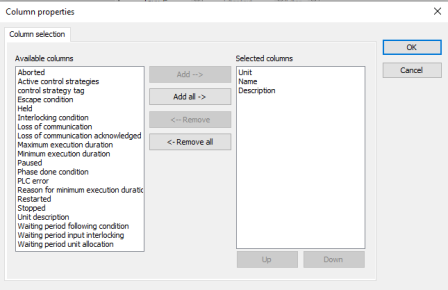 Column properties
Column selection
Available columns
Aborted
Active control strategies
control strategy tag
Escape condition
Held
Interlocking condition
Loss of communication
Loss of communication acknowledged
Maximum execution duration
Minimum execution duration
Paused
Phase done condition
PLC error
Reason for minimum execution duratic
Restarted
Stopped
Unit description
Waiting period following condition
Waiting period input interlocking
Waiting period unit allocation
Add -->
Add all ->
<-- Remove
<- Remove all
Selected columns
Unit
Name
Description
Up
Down
OK
Cancel